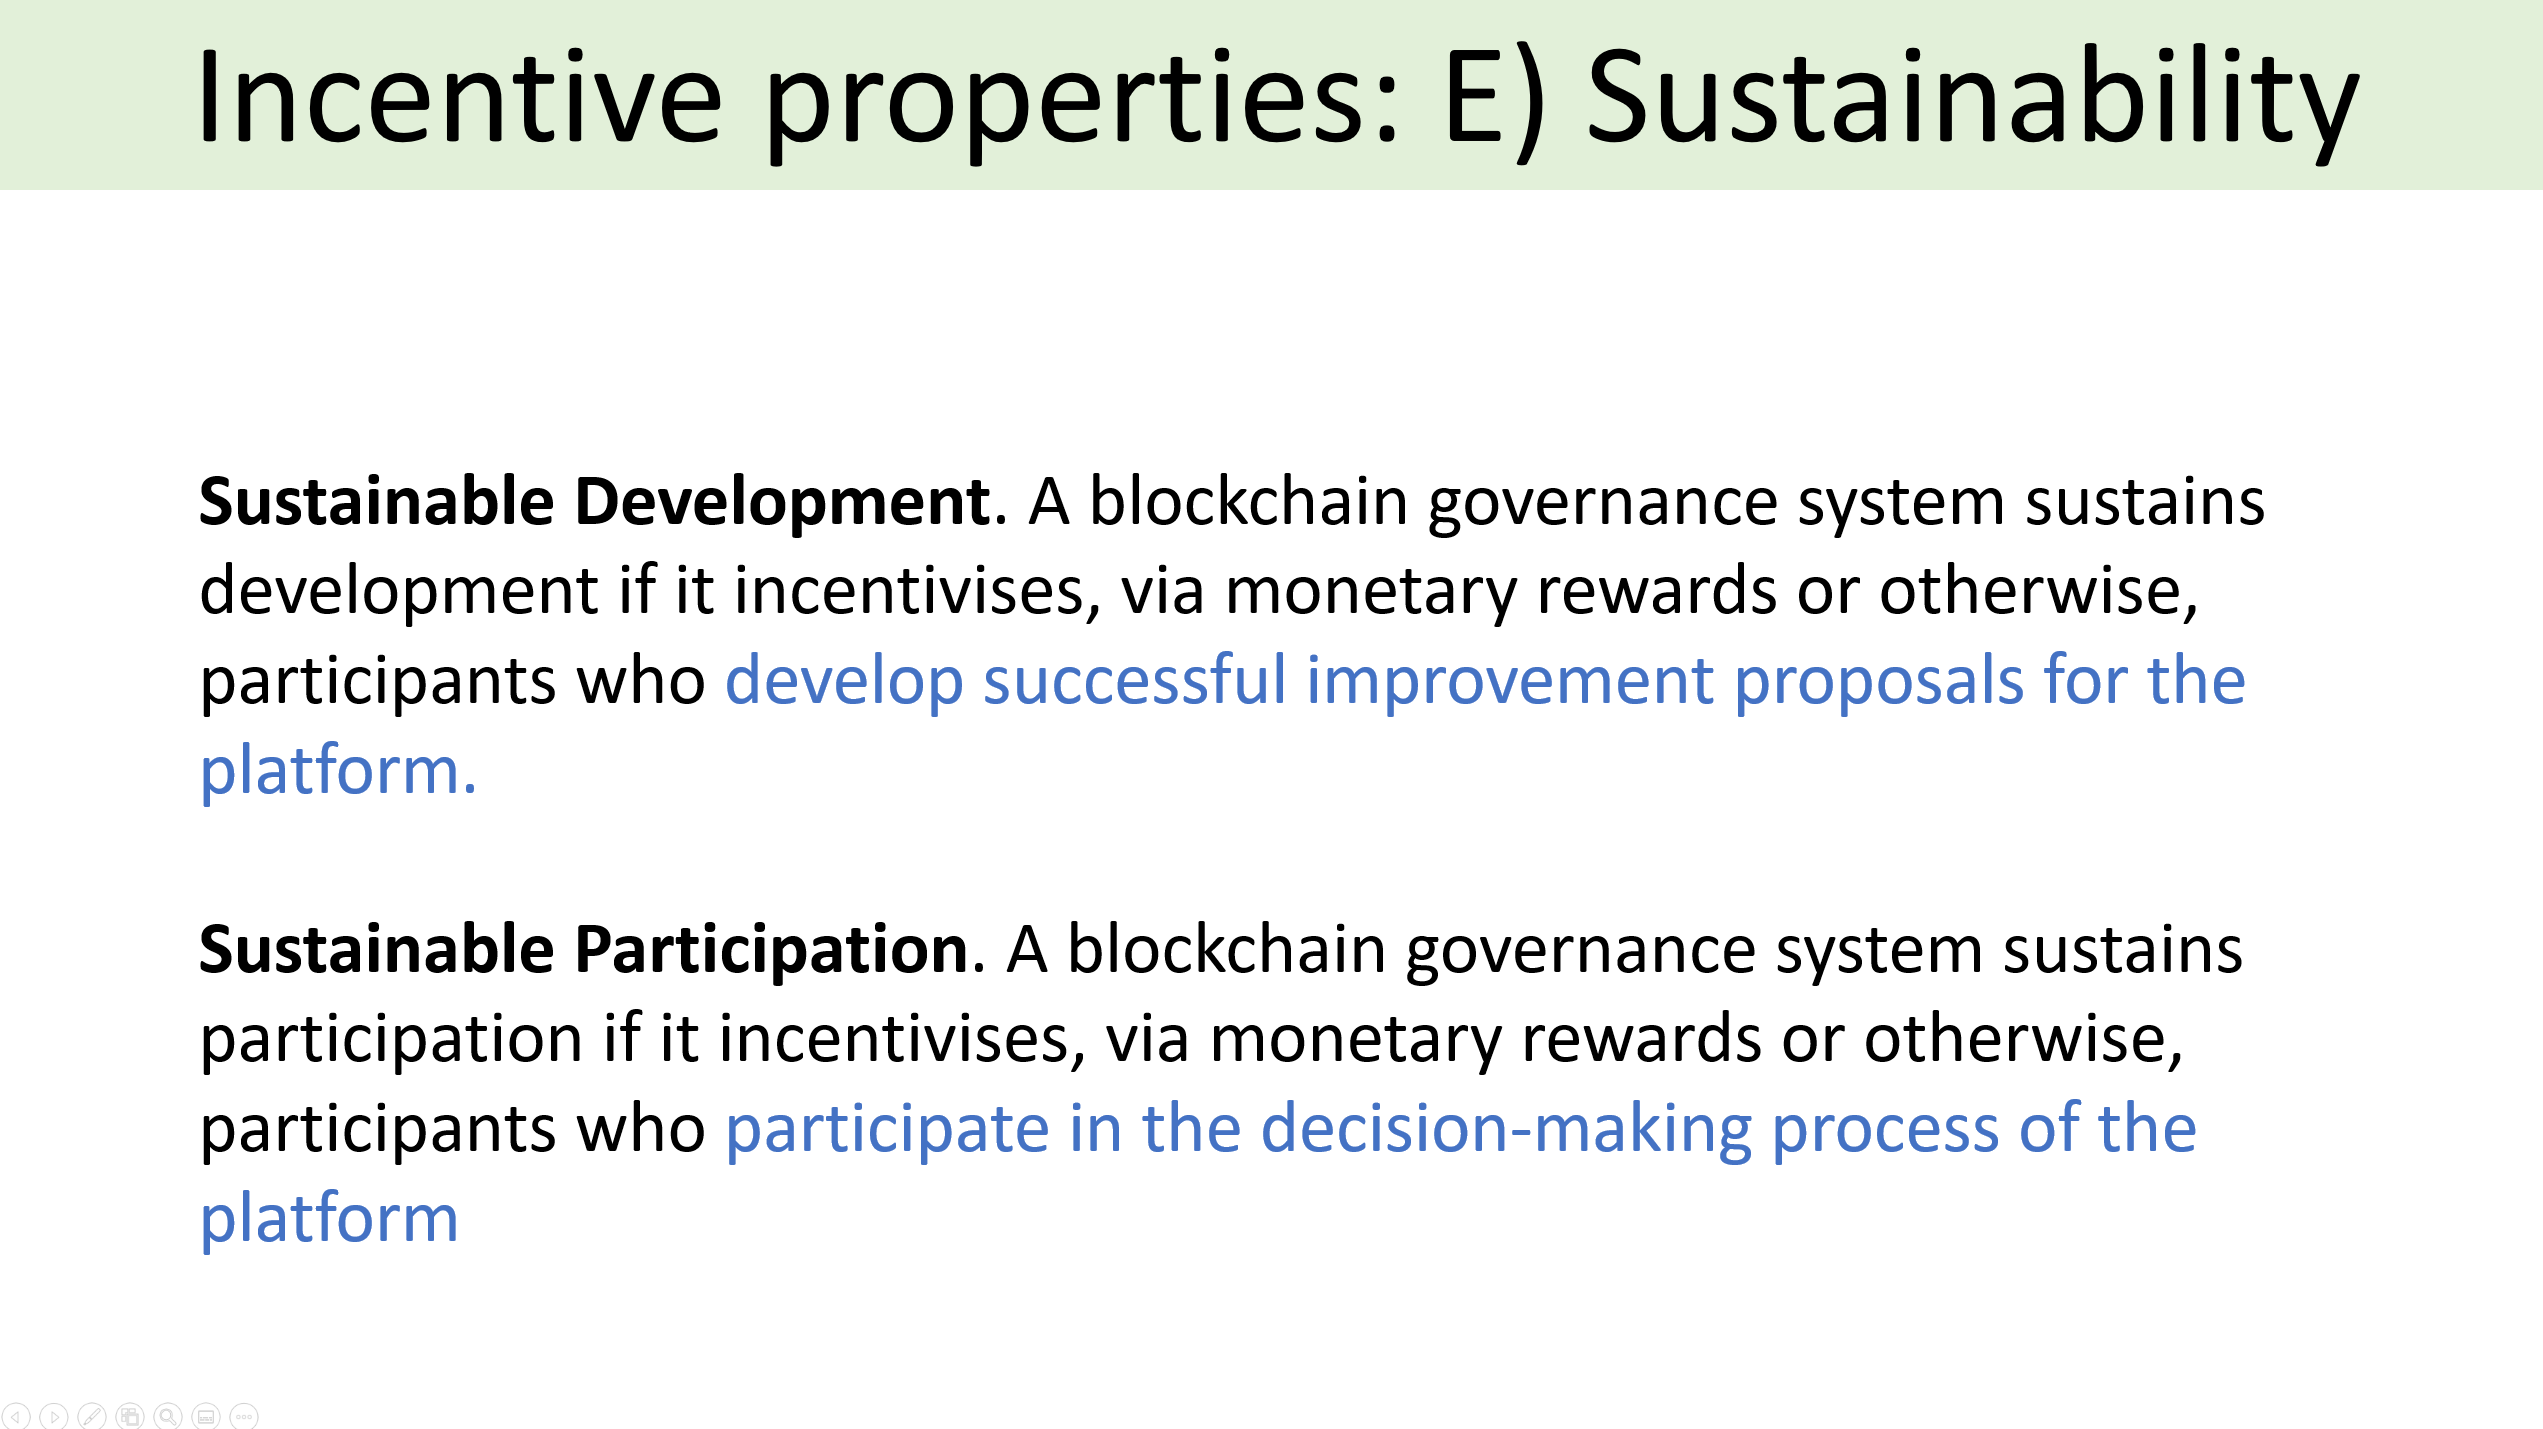 Incentive properties: E) Sustainability
Sustainable Development. A blockchain governance system sustains
development if it incentivises, via monetary rewards or otherwise,
participants who develop successful improvement proposals for the
platform.
Sustainable Participation. A blockchain governance system sustains
participation if it incentivises, via monetary rewards or otherwise,
participants who participate in the decision-making process of the
platform